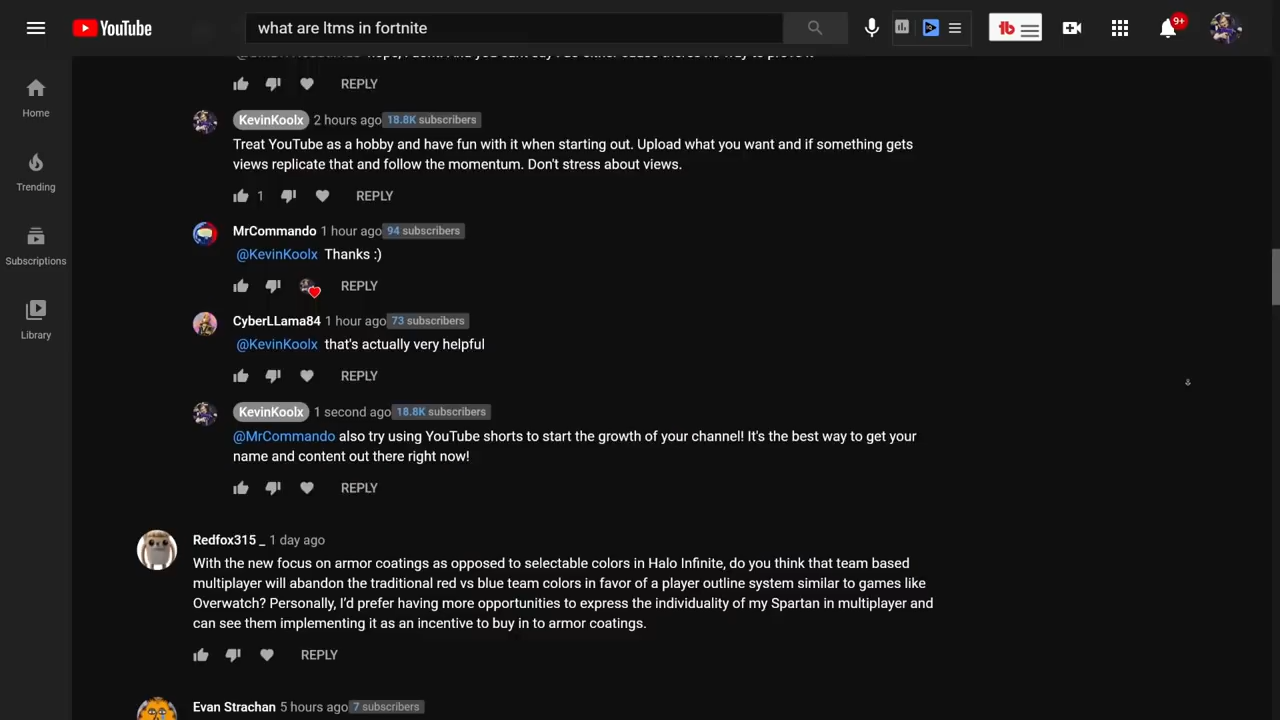 YouTube
what are ltms in fortnite
9+
Home
Trending
Subscriptions
Library
REPLY
KevinKoolx 2 hours ago 18.8K subscribers
Treat YouTube as a hobby and have fun with it when starting out. Upload what you want and if something gets
views replicate that and follow the momentum. Don't stress about views.
1 REPLY
MrCommando 1 hour ago 94 subscribers
@KevinKoolx Thanks :)
REPLY
CyberLLama84 1 hour ago 73 subscribers
@KevinKoolx that's actually very helpful
REPLY
KevinKoolx 1 second ago 18.8K subscribers
@MrCommando also try using YouTube shorts to start the growth of your channel! It's the best way to get your
name and content out there right now!
REPLY
Redfox315 _ 1 day ago
With the new focus on armor coatings as opposed to selectable colors in Halo Infinite, do you think that team based
multiplayer will abandon the traditional red vs blue team colors in favor of a player outline system similar to games like
Overwatch? Personally, I'd prefer having more opportunities to express the individuality of my Spartan in multiplayer and
can see them implementing it as an incentive to buy in to armor coatings.
REPLY
Evan Strachan 5 hours ago 7 subscribers